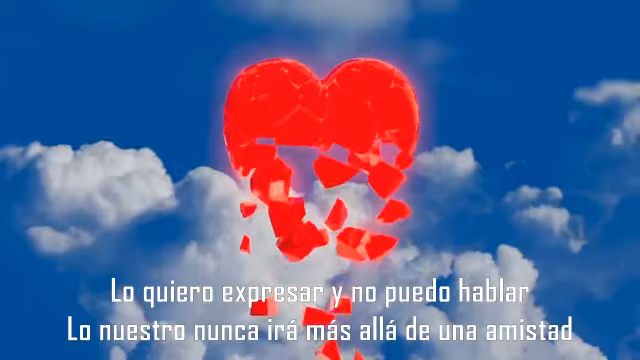 Lo quiero expresar y no puedo hablar
Lo nuestro nunca irá más allá de una amistad